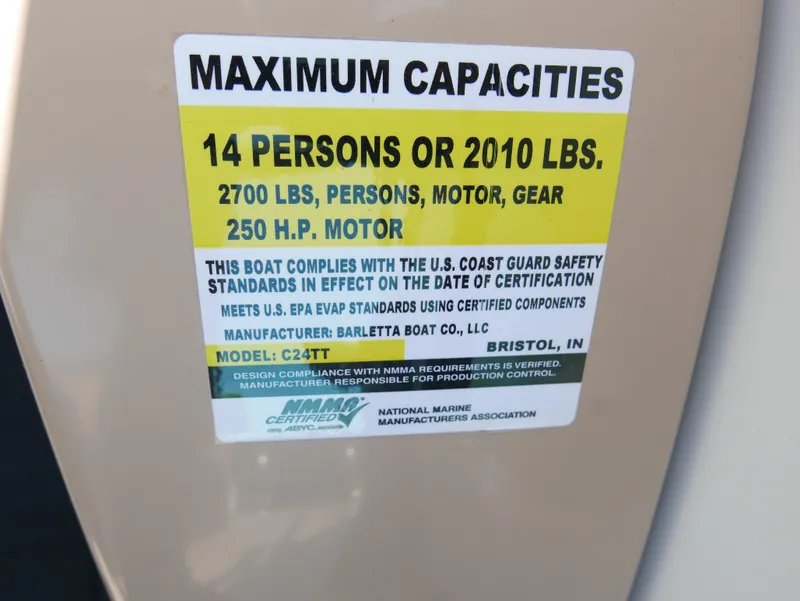 MAXIMUM CAPACITIES
14 PERSONS OR 2010 LBS.
2700 LBS, PERSONS, MOTOR, GEAR
250 H.P. MOTOR
THIS BOAT COMPLIES WITH THE U.S. COAST GUARD SAFETY
STANDARDS IN EFFECT ON THE DATE OF CERTIFICATION
MEETS U.S. EPA EVAP STANDARDS USING CERTIFIED COMPONENTS
MANUFACTURER: BARLETTA BOAT CO., LLC
BRISTOL, IN
MODEL: C24TT
DESIGN COMPLIANCE WITH NMMA REQUIREMENTS IS VERIFIED.
MANUFACTURER RESPONSIBLE FOR PRODUCTION CONTROL.
NMMA
CERTIFIED
using ABYC standards
NATIONAL MARINE
MANUFACTURERS ASSOCIATION